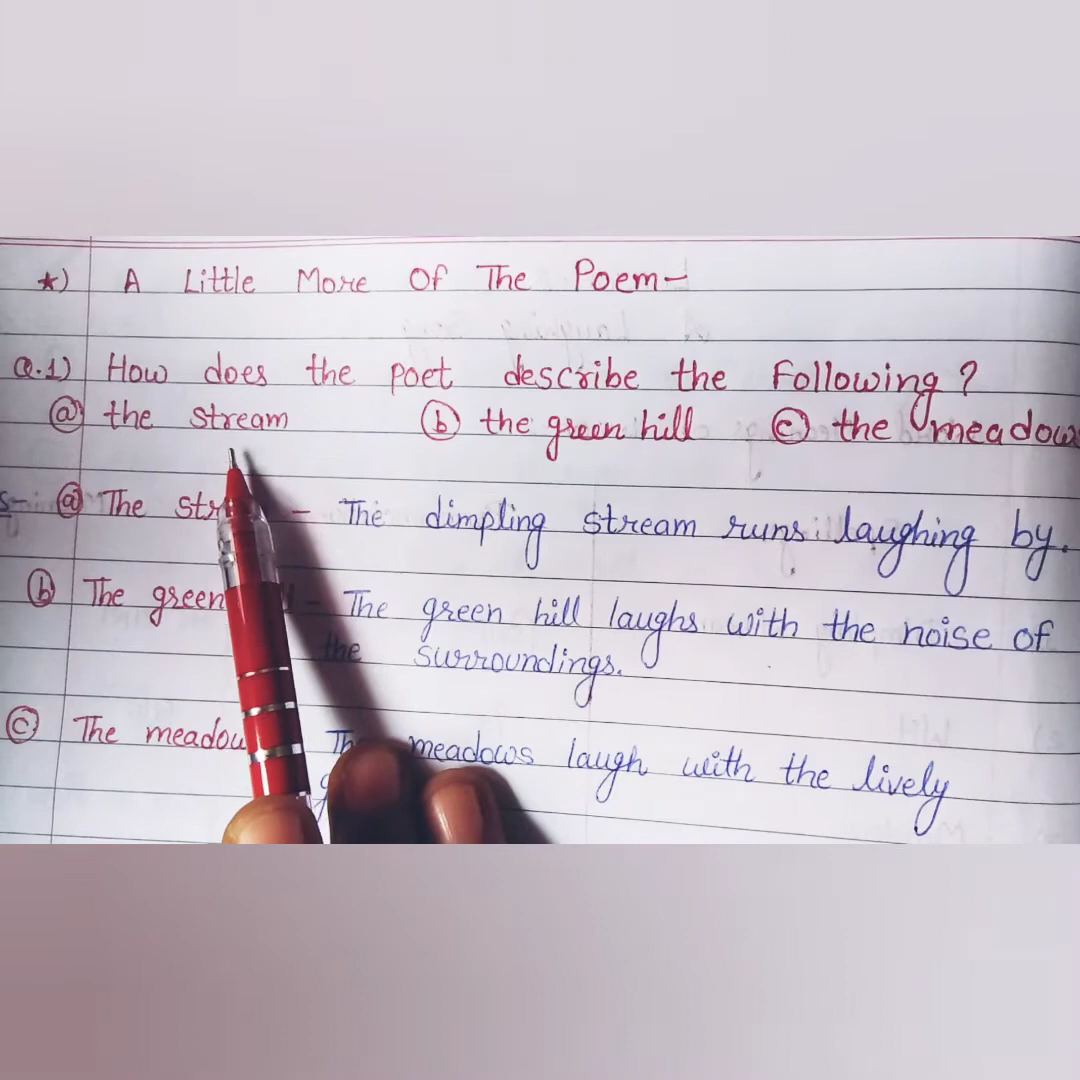 *) A Little More Of The Poem-
Q.1) How does the poet describe the Following?
(a) the stream (b) the green hill (c) the meadow
(a) The - The dimpling stream runs laughing by.
(b) The green - The green hill laughs with the noise of
the surroundings.
(c) The meadows laugh with the lively